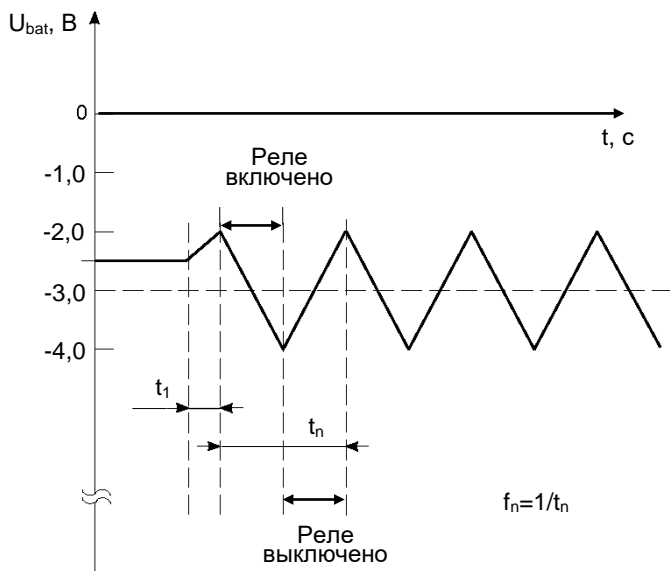 U_bat, В
0
t, с
-1,0
Реле
включено
-2,0
-3,0
-4,0
t₁
tₙ
fₙ=1/tₙ
Реле
выключено